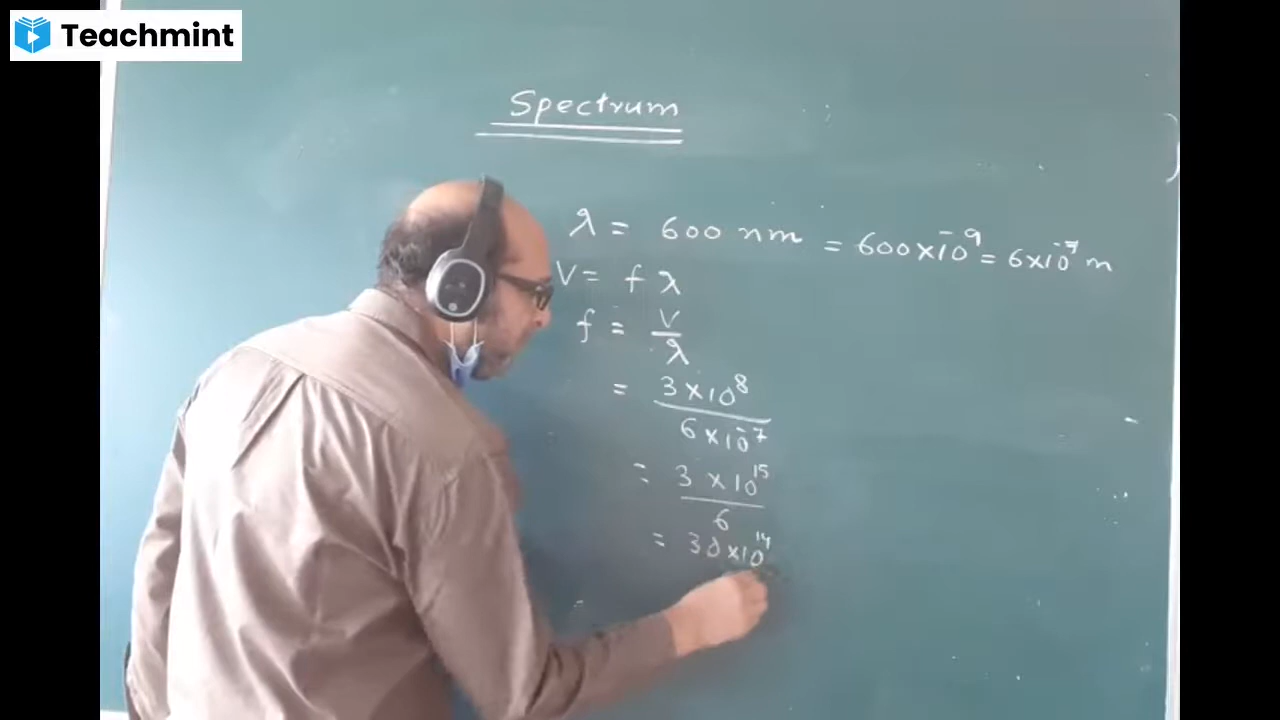 Teachmint
Spectrum
λ = 600 nm = 600×10⁻⁹ = 6×10⁻⁷ m
V = f λ
f = V/λ
= 3×10⁸/6×10⁻⁷
= 3×10¹⁵/6
= 30×10¹⁴